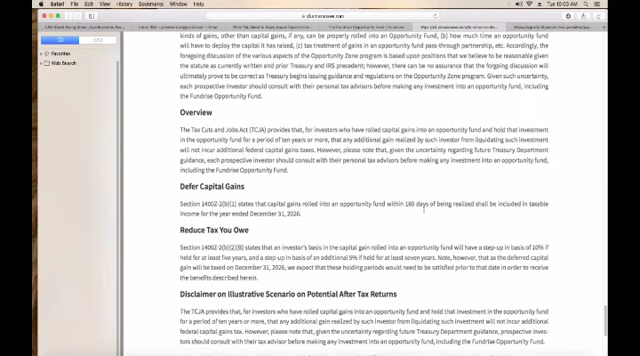 Safari File Edit View History Bookmarks Window Help
Tue 10:03 AM
Favorites
Web Search
kinds of gains, other than capital gains, if any, can be properly rolled into an Opportunity Fund, (b) how much time an opportunity fund
will have to deploy the capital it has raised, (c) tax treatment of gains in an opportunity fund pass-through partnership, etc. Accordingly, the
foregoing discussion of the various aspects of the Opportunity Zone program is based upon positions that we believe to be reasonable given
the statute as currently written and prior Treasury and IRS precedent; however, there can be no assurance that the forgoing discussion will
ultimately prove to be correct as Treasury begins issuing guidance and regulations on the Opportunity Zone program. Given such uncertainty,
each prospective investor should consult with their personal tax advisors before making any investment into an opportunity fund, including
the Fundrise Opportunity Fund.
Overview
The Tax Cuts and Jobs Act (TCJA) provides that, for investors who have rolled capital gains into an opportunity fund and hold that investment
in the opportunity fund for a period of ten years or more, that any additional gain realized by such investor from liquidating such investment
will not incur additional federal capital gains taxes. However, please note that, given the uncertainty regarding future Treasury Department
guidance, each prospective investor should consult with their personal tax advisors before making any investment into an opportunity fund,
including the Fundrise Opportunity Fund.
Defer Capital Gains
Section 1400Z-2(b)(1) states that capital gains rolled into an opportunity fund within 180 days of being realized shall be included in taxable
income for the year ended December 31, 2026.
Reduce Tax You Owe
Section 1400Z-2(b)(2)(B) states that an investor's basis in the capital gain rolled into an opportunity fund will have a step-up in basis of 10% if
held for at least five years, and a step-up in basis of an additional 5% if held for at least seven years. Note, however, that as the deferred capital
gain will be taxed on December 31, 2026, we expect that these holding periods would need to be satisfied prior to that date in order to receive
the benefits described herein.
Disclaimer on Illustrative Scenario on Potential After Tax Returns
The TCJA provides that, for investors who have rolled capital gains into an opportunity fund and hold that investment in the opportunity fund
for a period of ten years or more, that any additional gain realized by such investor from liquidating such investment will not incur additional
federal capital gains tax. However, please note that, given the uncertainty regarding future Treasury Department guidance, prospective inves-
tors should consult with their personal tax advisors before making any investment into an opportunity fund, including the Fundrise Opportunity Fund.